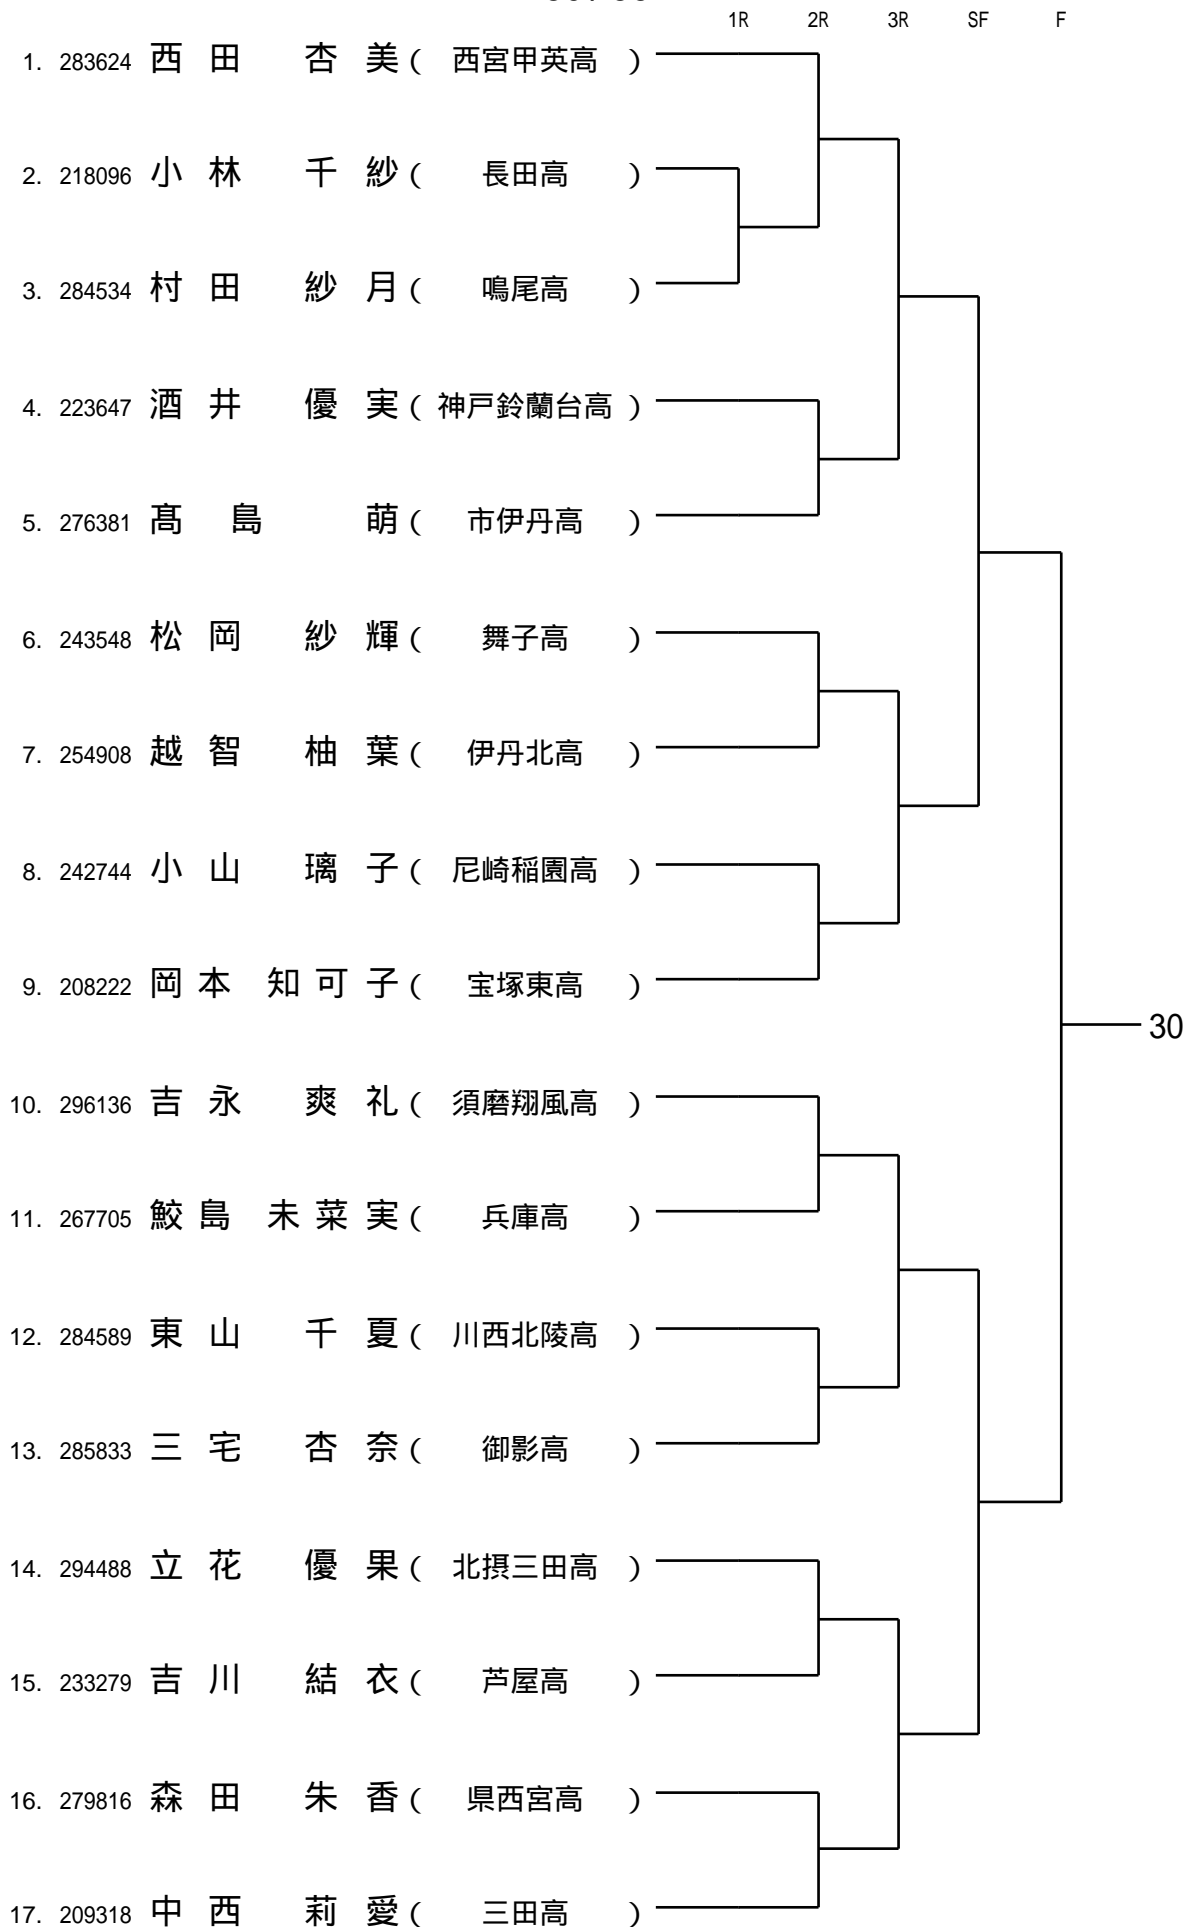 1R 2R 3R SF F
1. 283624 西 田 杏 美 ( 西宮甲英高 )
2. 218096 小 林 千 紗 ( 長田高 )
3. 284534 村 田 紗 月 ( 鳴尾高 )
4. 223647 酒 井 優 実 ( 神戸鈴蘭台高 )
5. 276381 髙 島 萌 ( 市伊丹高 )
6. 243548 松 岡 紗 輝 ( 舞子高 )
7. 254908 越 智 柚 葉 ( 伊丹北高 )
8. 242744 小 山 璃 子 ( 尼崎稲園高 )
9. 208222 岡 本 知 可 子 ( 宝塚東高 )
30
10. 296136 吉 永 爽 礼 ( 須磨翔風高 )
11. 267705 鮫 島 未 菜 実 ( 兵庫高 )
12. 284589 東 山 千 夏 ( 川西北陵高 )
13. 285833 三 宅 杏 奈 ( 御影高 )
14. 294488 立 花 優 果 ( 北摂三田高 )
15. 233279 吉 川 結 衣 ( 芦屋高 )
16. 279816 森 田 朱 香 ( 県西宮高 )
17. 209318 中 西 莉 愛 ( 三田高 )